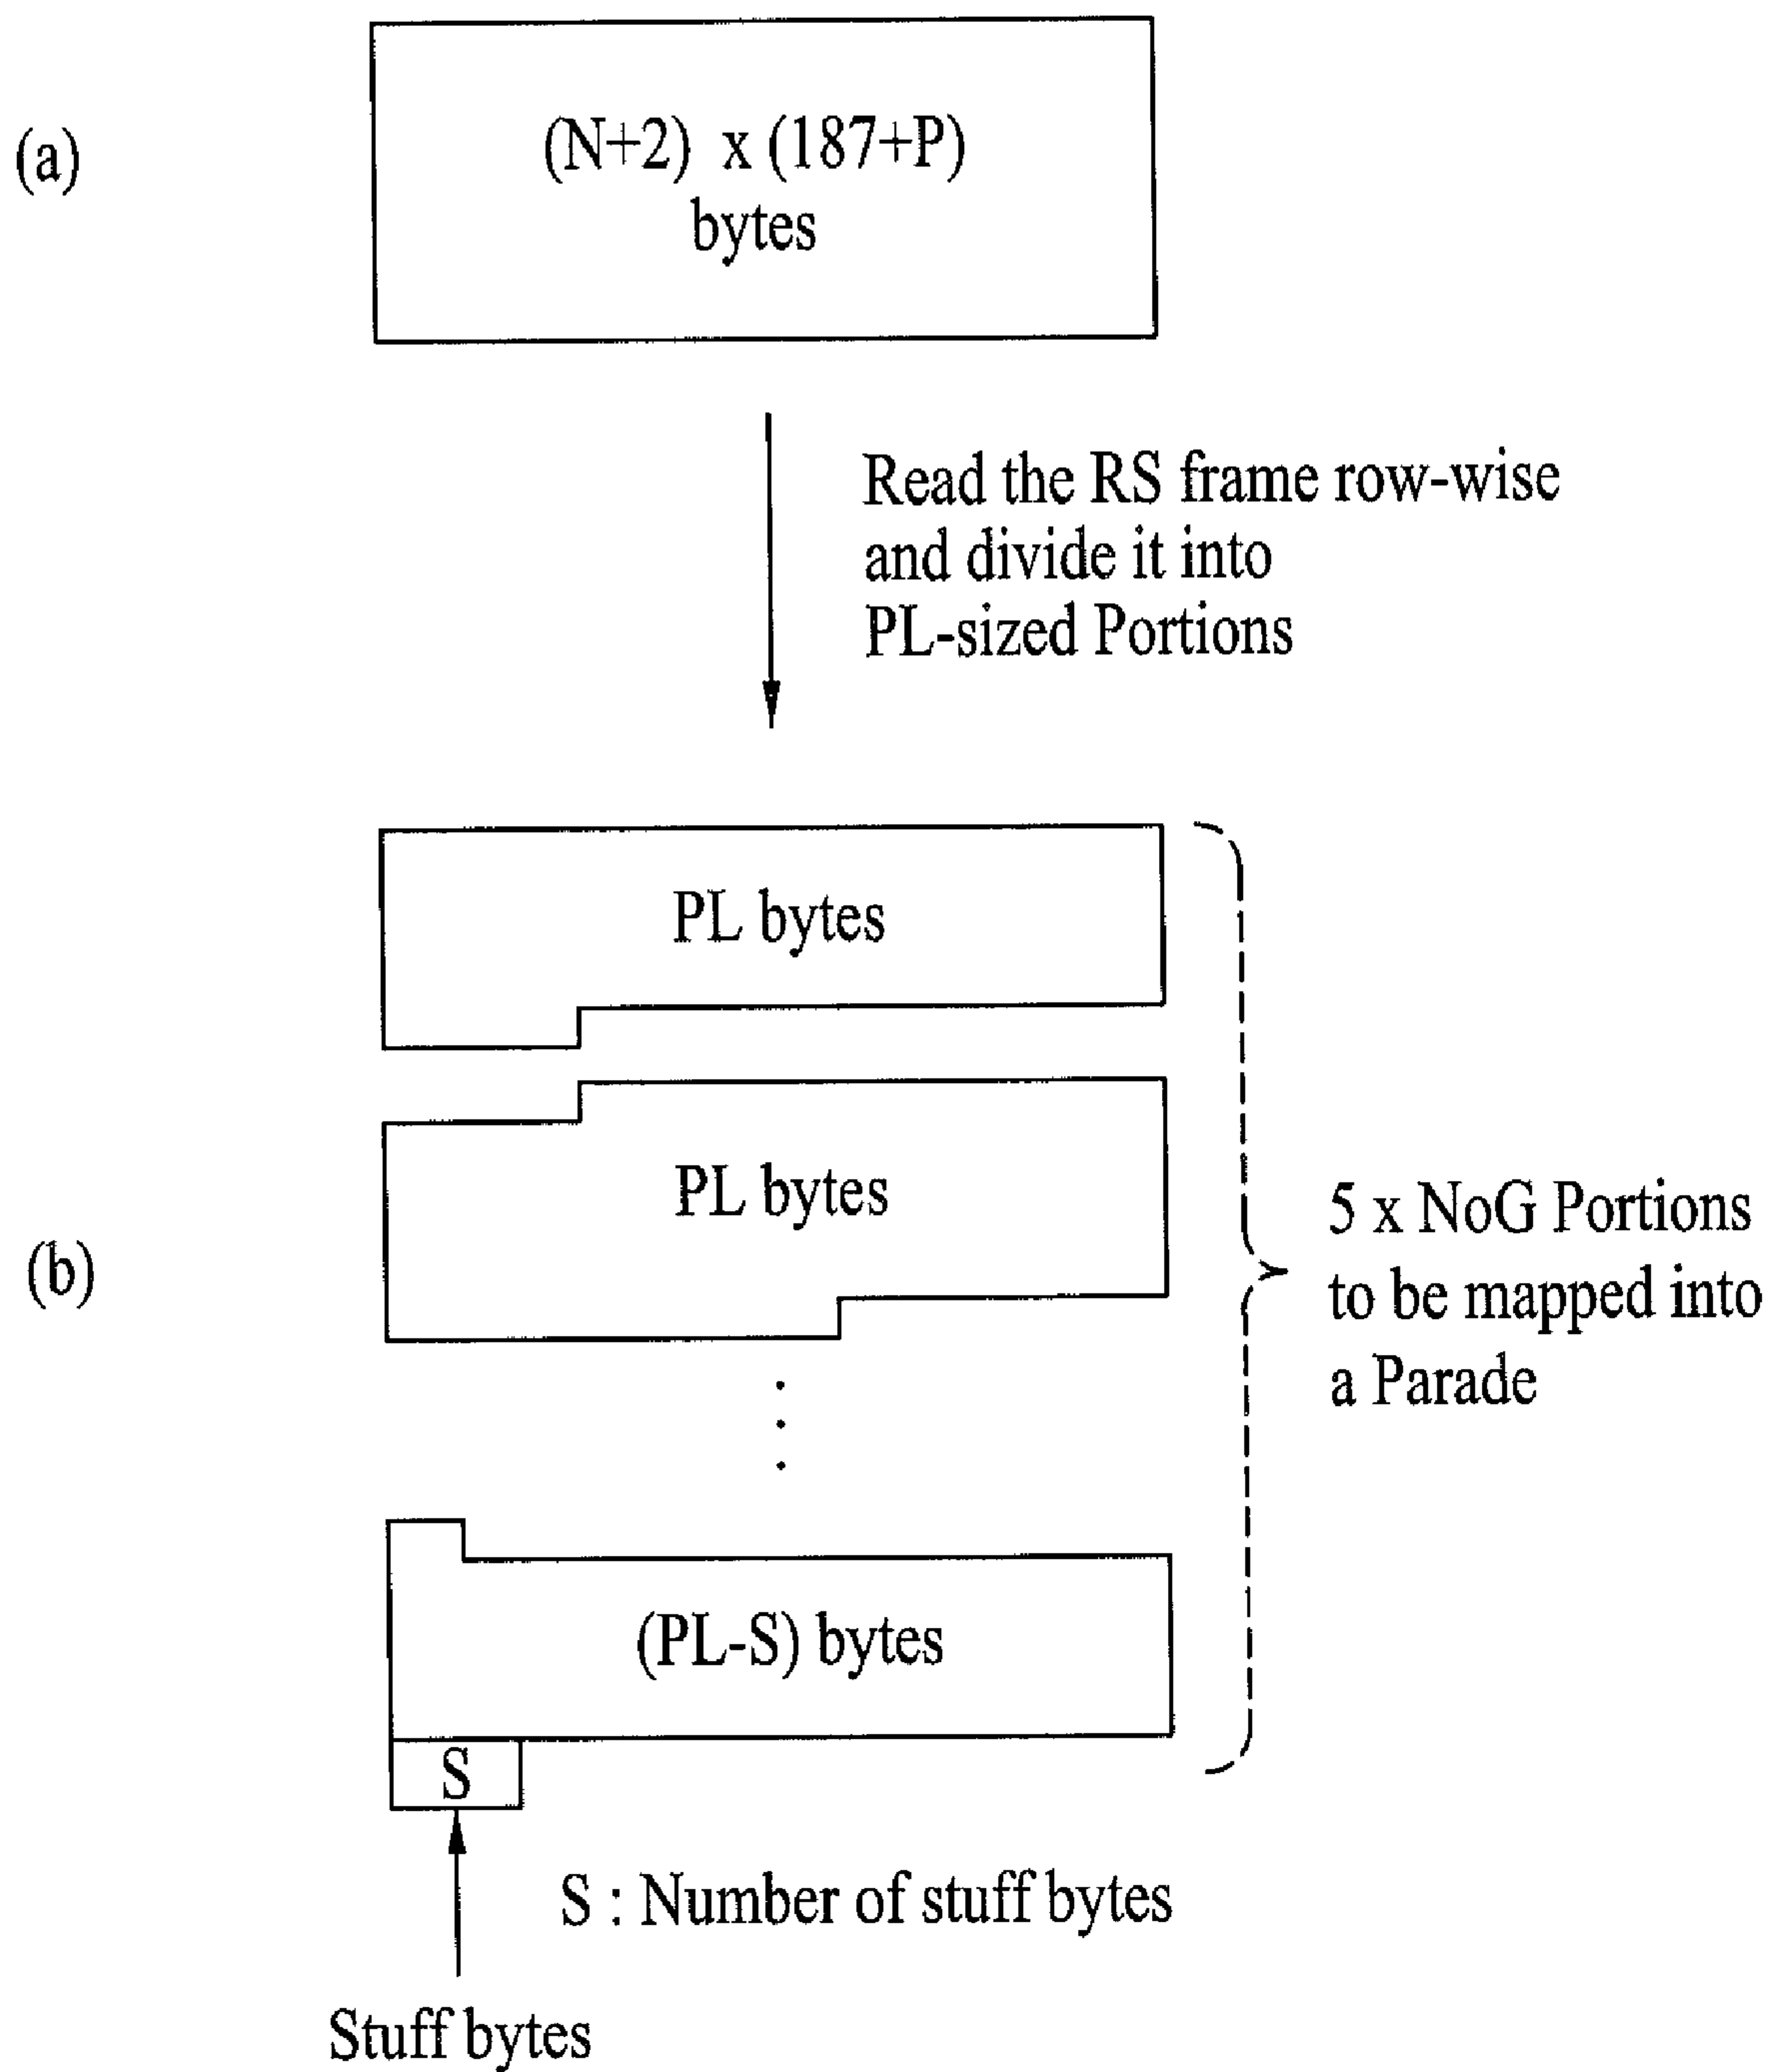 (a)
(N+2) x (187+P)
bytes
Read the RS frame row-wise
and divide it into
PL-sized Portions
PL bytes
PL bytes
(b)
5 x NoG Portions
to be mapped into
a Parade
(PL-S) bytes
S
S : Number of stuff bytes
Stuff bytes